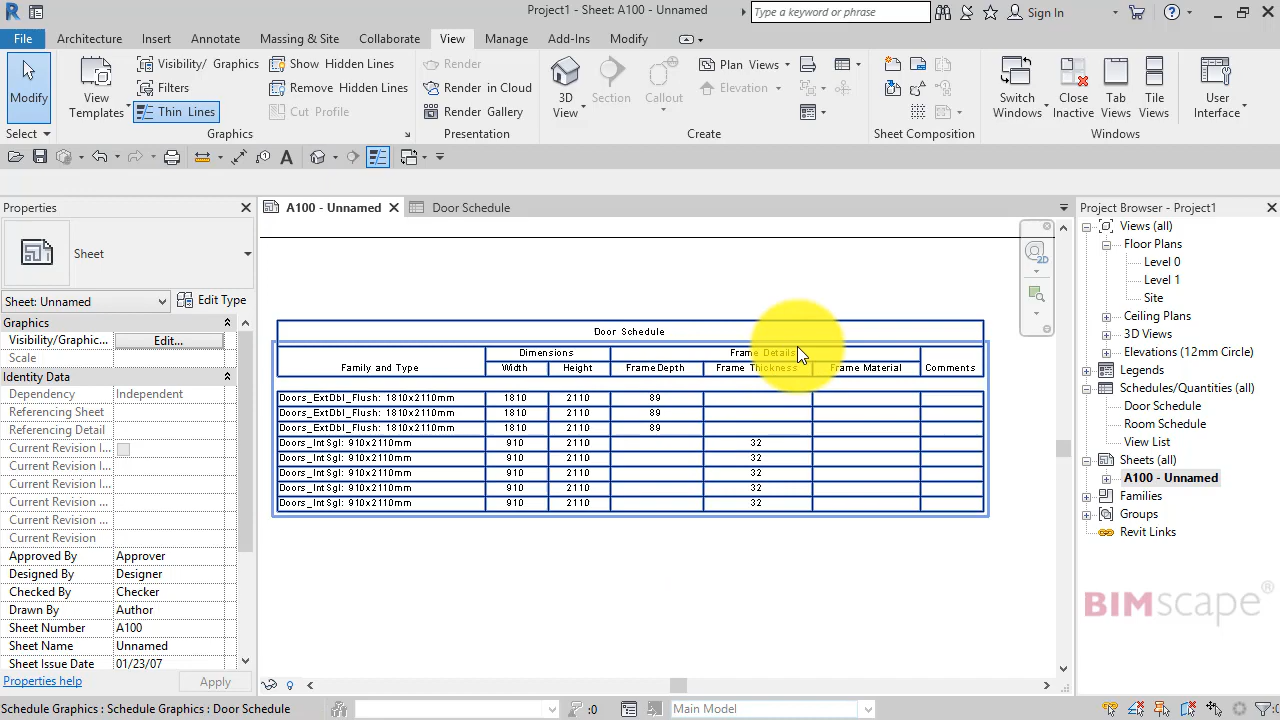 Project1 - Sheet: A100 - Unnamed
Type a keyword or phrase
Sign In
File
Architecture
Insert
Annotate
Massing & Site
Collaborate
View
Manage
Add-Ins
Modify
Modify
Select
View Templates
Visibility/ Graphics
Filters
Thin Lines
Show Hidden Lines
Remove Hidden Lines
Cut Profile
Graphics
Render
Render in Cloud
Render Gallery
Presentation
3D View
Section
Callout
Plan Views
Elevation
Create
Sheet Composition
Switch Windows
Close Inactive
Tab Views
Tile Views
Windows
User Interface
Properties
Sheet
Sheet: Unnamed
Edit Type
Graphics
Visibility/Graphic...
Edit...
Scale
Identity Data
Dependency
Independent
Referencing Sheet
Referencing Detail
Current Revision I...
Current Revision I...
Current Revision ...
Current Revision ...
Current Revision
Approved By
Approver
Designed By
Designer
Checked By
Checker
Drawn By
Author
Sheet Number
A100
Sheet Name
Unnamed
Sheet Issue Date
01/23/07
Properties help
Apply
A100 - Unnamed
Door Schedule
2D
Door Schedule
Family and Type
Dimensions
Frame Details
Comments
Width
Height
Frame Depth
Frame Thickness
Frame Material
Doors_ExtDbl_Flush: 1810x2110mm 1810 2110 89
Doors_ExtDbl_Flush: 1810x2110mm 1810 2110 89
Doors_ExtDbl_Flush: 1810x2110mm 1810 2110 89
Doors_IntSgl: 910x2110mm 910 2110 32
Doors_IntSgl: 910x2110mm 910 2110 32
Doors_IntSgl: 910x2110mm 910 2110 32
Doors_IntSgl: 910x2110mm 910 2110 32
Doors_IntSgl: 910x2110mm 910 2110 32
Project Browser - Project1
Views (all)
Floor Plans
Level 0
Level 1
Site
Ceiling Plans
3D Views
Elevations (12mm Circle)
Legends
Schedules/Quantities (all)
Door Schedule
Room Schedule
View List
Sheets (all)
A100 - Unnamed
Families
Groups
Revit Links
BIMscape®
Schedule Graphics : Schedule Graphics : Door Schedule
:0
Main Model
:0